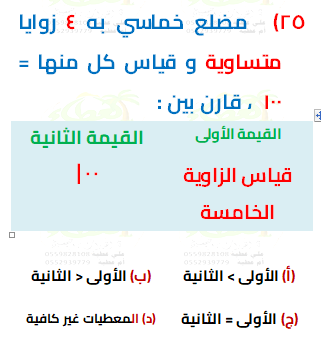 ٢٥) مضلع خماسي به ٤ زوايا
متساوية و قياس كل منها =
١٠٠ ، قارن بين :
القيمة الأولى القيمة الثانية
قياس الزاوية ١٠٠
الخامسة
(أ) الأولى > الثانية (ب) الأولى < الثانية
(ج) الأولى = الثانية (د) المعطيات غير كافية